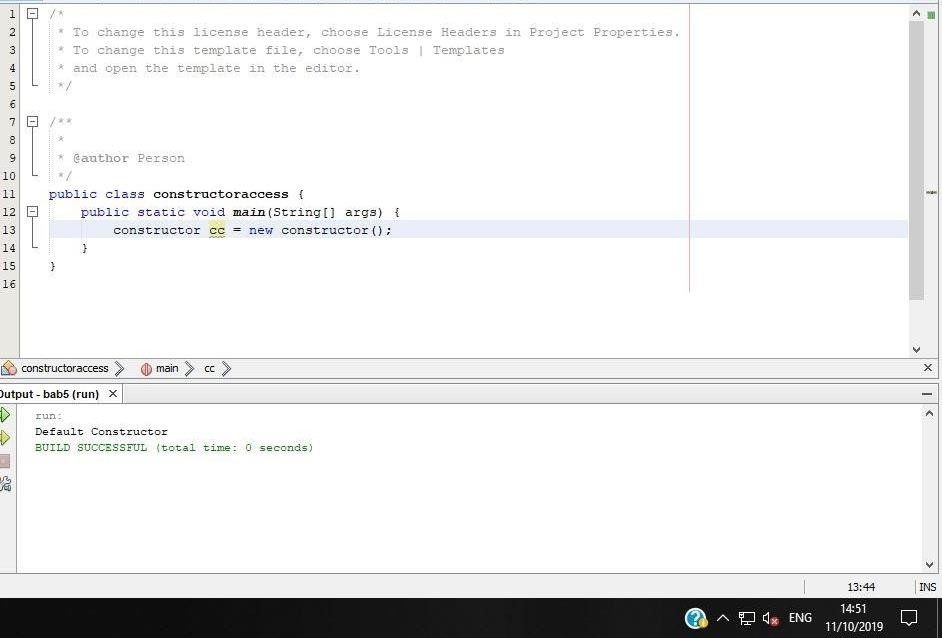 1 /*
2 * To change this license header, choose License Headers in Project Properties.
3 * To change this template file, choose Tools | Templates
4 * and open the template in the editor.
5 */
6
7 /**
8 *
9 * @author Person
10 */
11 public class constructoraccess {
12 public static void main(String[] args) {
13 constructor cc = new constructor();
14 }
15 }
16
constructoraccess main cc
Output - bab5 (run)
run:
Default Constructor
BUILD SUCCESSFUL (total time: 0 seconds)
13:44 INS
ENG 14:51
11/10/2019